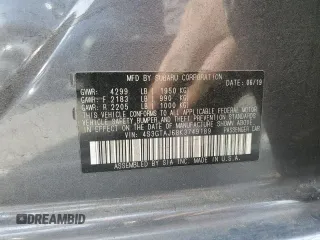 MFD. BY SUBARU CORPORATION DATE 06/19
GVWR: 4299 LB ( 1950 KG)
GAWR: F 2183 LB ( 990 KG)
GAWR: R 2205 LB ( 1000 KG)
THIS VEHICLE CONFORMS TO ALL APPLICABLE FEDERAL MOTOR
VEHICLE SAFETY, BUMPER, AND THEFT PREVENTION STANDARDS
IN EFFECT ON THE DATE OF MANUFACTURE SHOWN ABOVE.
PASSENGER CAR
BY SIA INC. MADE IN U.S.A.
DREAMBID